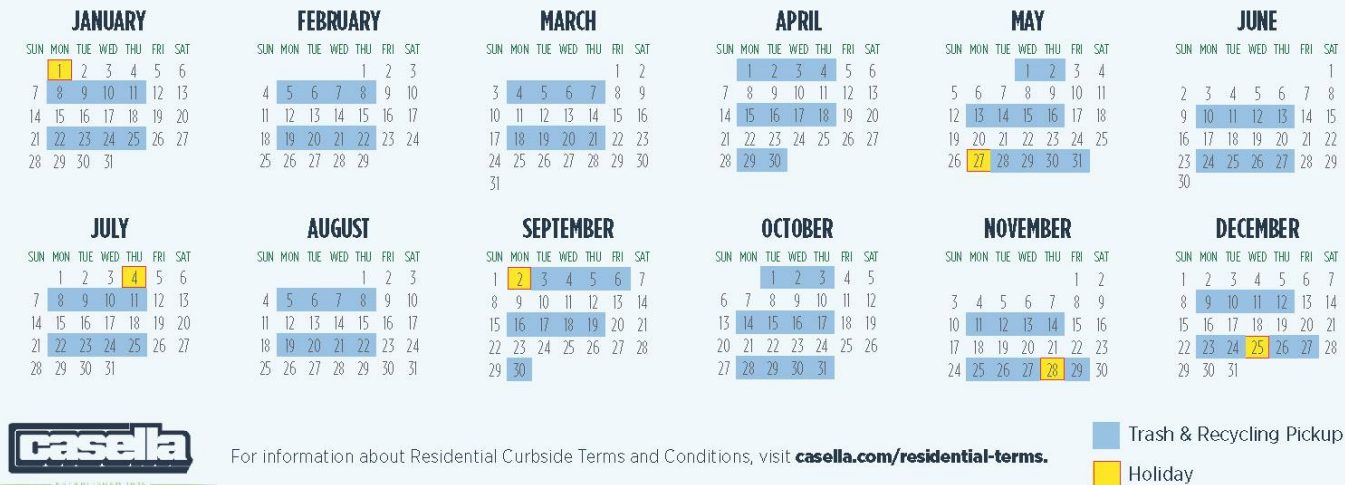 JANUARY FEBRUARY MARCH APRIL MAY JUNE
SUN MON TUE WED THU FRI SAT SUN MON TUE WED THU FRI SAT SUN MON TUE WED THU FRI SAT SUN MON TUE WED THU FRI SAT SUN MON TUE WED THU FRI SAT SUN MON TUE WED THU FRI SAT
1 2 3 4 5 6 1 2 3 1 2 1 2 3 4 5 6 1 2 3 4 1
7 8 9 10 11 12 13 4 5 6 7 8 9 10 3 4 5 6 7 8 9 7 8 9 10 11 12 13 5 6 7 8 9 10 11 2 3 4 5 6 7 8
14 15 16 17 18 19 20 11 12 13 14 15 16 17 10 11 12 13 14 15 16 14 15 16 17 18 19 20 12 13 14 15 16 17 18 9 10 11 12 13 14 15
21 22 23 24 25 26 27 18 19 20 21 22 23 24 17 18 19 20 21 22 23 21 22 23 24 25 26 27 19 20 21 22 23 24 25 16 17 18 19 20 21 22
28 29 30 31 25 26 27 28 29 24 25 26 27 28 29 30 28 29 30 26 27 28 29 30 31 23 24 25 26 27 28 29
31 30
JULY AUGUST SEPTEMBER OCTOBER NOVEMBER DECEMBER
SUN MON TUE WED THU FRI SAT SUN MON TUE WED THU FRI SAT SUN MON TUE WED THU FRI SAT SUN MON TUE WED THU FRI SAT SUN MON TUE WED THU FRI SAT SUN MON TUE WED THU FRI SAT
1 2 3 4 5 6 1 2 3 1 2 3 4 5 6 7 1 2 3 4 5 1 2 1 2 3 4 5 6 7
7 8 9 10 11 12 13 4 5 6 7 8 9 10 8 9 10 11 12 13 14 6 7 8 9 10 11 12 3 4 5 6 7 8 9 8 9 10 11 12 13 14
14 15 16 17 18 19 20 11 12 13 14 15 16 17 15 16 17 18 19 20 21 13 14 15 16 17 18 19 10 11 12 13 14 15 16 15 16 17 18 19 20 21
21 22 23 24 25 26 27 18 19 20 21 22 23 24 22 23 24 25 26 27 28 20 21 22 23 24 25 26 17 18 19 20 21 22 23 22 23 24 25 26 27 28
28 29 30 31 25 26 27 28 29 30 31 29 30 27 28 29 30 31 24 25 26 27 28 29 30 29 30 31
casella
For information about Residential Curbside Terms and Conditions, visit casella.com/residential-terms.
Trash & Recycling Pickup
Holiday